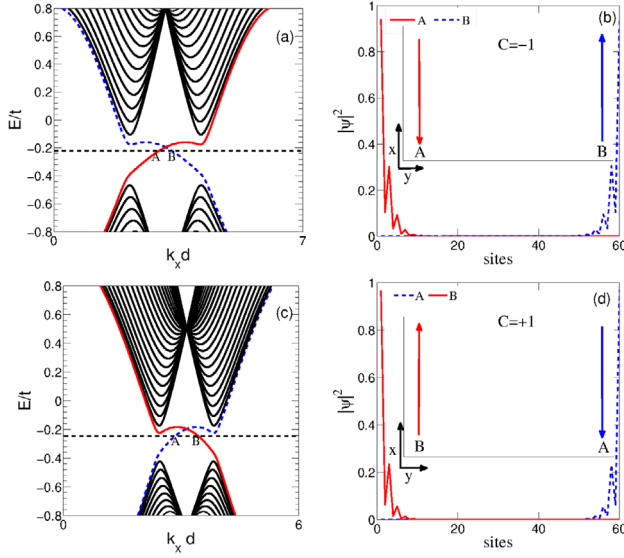 (a)
E/t
0.8
0.6
0.4
0.2
0
-0.2
-0.4
-0.6
-0.8
A B
0 7
k_x d
(b)
A B
C=−1
|ψ|²
1
0.8
0.6
0.4
0.2
0
x
y
A
B
0 20 40 60
sites
(c)
E/t
0.8
0.6
0.4
0.2
0
-0.2
-0.4
-0.6
-0.8
A B
0 6
k_x d
(d)
A B
C=+1
|ψ|²
1
0.8
0.6
0.4
0.2
0
x
y
B
A
0 20 40 60
sites